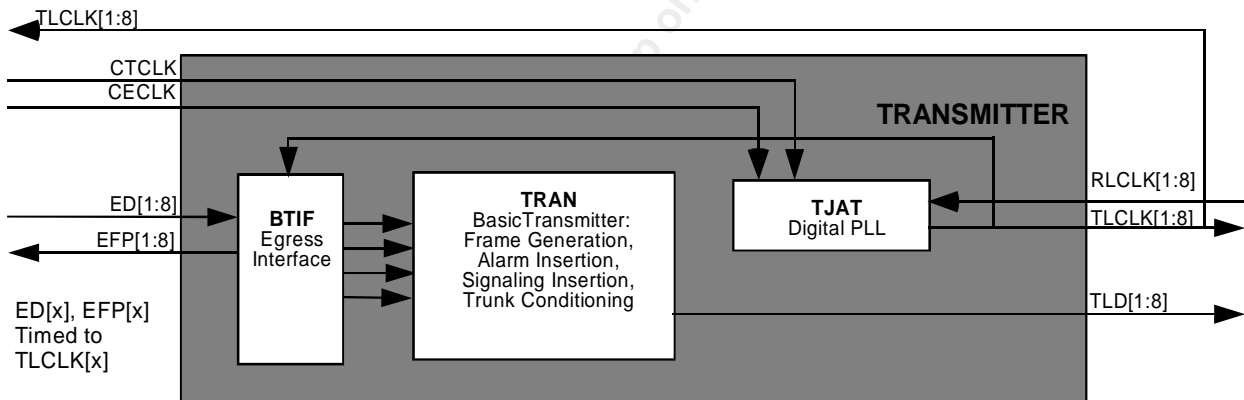 TLCLK[1:8]
CTCLK
CECLK
TRANSMITTER
RLCLK[1:8]
TLCLK[1:8]
ED[1:8]
EFP[1:8]
BTIF
Egress
Interface
TRAN
BasicTransmitter:
Frame Generation,
Alarm Insertion,
Signaling Insertion,
Trunk Conditioning
TJAT
Digital PLL
TLD[1:8]
ED[x], EFP[x]
Timed to
TLCLK[x]